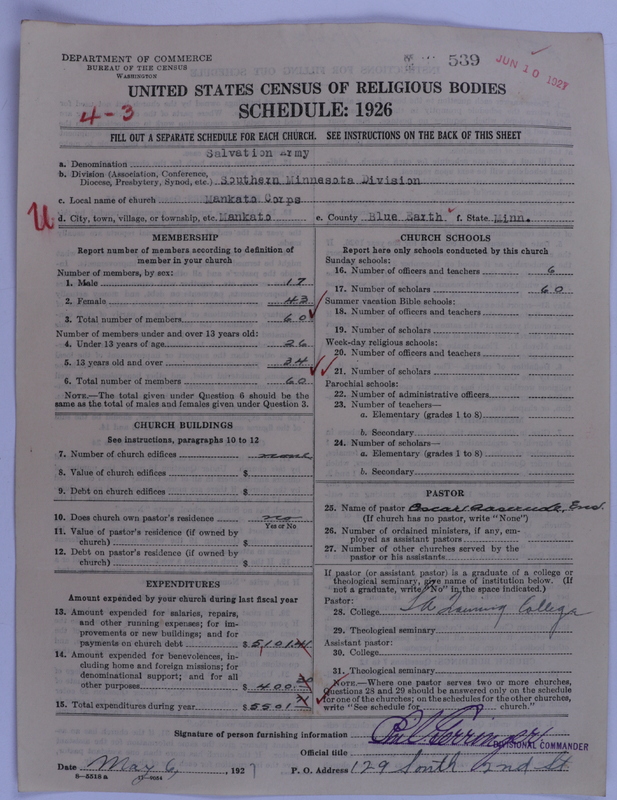 DEPARTMENT OF COMMERCE
BUREAU OF THE CENSUS
WASHINGTON
539
JUN 10 1927
UNITED STATES CENSUS OF RELIGIOUS BODIES
SCHEDULE: 1926
4-3
FILL OUT A SEPARATE SCHEDULE FOR EACH CHURCH. SEE INSTRUCTIONS ON THE BACK OF THIS SHEET
a. Denomination Salvation Army
b. Division (Association, Conference,
Diocese, Presbytery, Synod, etc.) Southern Minnesota Division
c. Local name of church Mankato Corps
U
d. City, town, village, or township, etc. Mankato e. County Blue Earth f. State Minn.
MEMBERSHIP
Report number of members according to definition of
member in your church
Number of members, by sex:
1. Male 17
2. Female 43
3. Total number of members 60
Number of members under and over 13 years old:
4. Under 13 years of age 26
5. 13 years old and over 34
6. Total number of members 60
NOTE.—The total given under Question 6 should be the
same as the total of males and females given under Question 3.
CHURCH BUILDINGS
See instructions, paragraphs 10 to 12
7. Number of church edifices none
8. Value of church edifices $
9. Debt on church edifices $
10. Does church own pastor's residence no
Yes or No
11. Value of pastor's residence (if owned by
church) $
12. Debt on pastor's residence (if owned by
church) $
EXPENDITURES
Amount expended by your church during last fiscal year
13. Amount expended for salaries, repairs,
and other running expenses; for im-
provements or new buildings; and for
payments on church debt $ 5101
14. Amount expended for benevolences, in-
cluding home and foreign missions; for
denominational support; and for all
other purposes $ 400
15. Total expenditures during year $ 5501
CHURCH SCHOOLS
Report here only schools conducted by this church
Sunday schools:
16. Number of officers and teachers 6
17. Number of scholars 60
Summer vacation Bible schools:
18. Number of officers and teachers
19. Number of scholars
Week-day religious schools:
20. Number of officers and teachers
21. Number of scholars
Parochial schools:
22. Number of administrative officers
23. Number of teachers—
a. Elementary (grades 1 to 8)
b. Secondary
24. Number of scholars—
a. Elementary (grades 1 to 8)
b. Secondary
PASTOR
25. Name of pastor Oscar
(If church has no pastor, write "None")
26. Number of ordained ministers, if any, em-
ployed as assistant pastors
27. Number of other churches served by the
pastor or his assistants
If pastor (or assistant pastor) is a graduate of a college or
theological seminary, give name of institution below. (If
not a graduate, write "No" in the space indicated.)
Pastor:
28. College SA Training College
29. Theological seminary
Assistant pastor:
30. College
31. Theological seminary
NOTE.—Where one pastor serves two or more churches,
Questions 28 and 29 should be answered only on the schedule
for one of the churches; on the schedules for the other churches,
write "See schedule for church."
Signature of person furnishing information
Official title DIVISIONAL COMMANDER
Date May 6, 1927 P. O. Address 129 South 2nd St.
8-5518 a